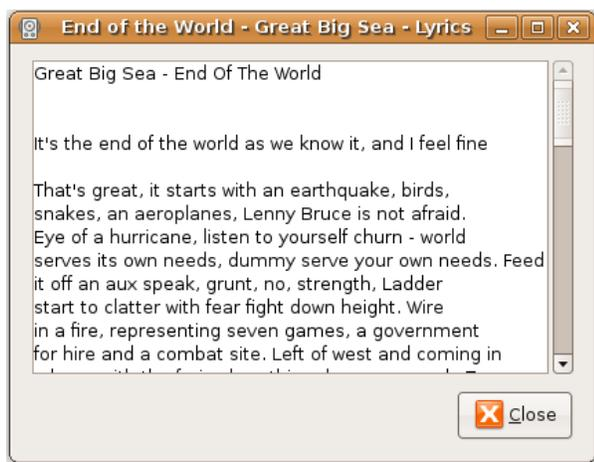 End of the World - Great Big Sea - Lyrics
Great Big Sea - End Of The World
It's the end of the world as we know it, and I feel fine
That's great, it starts with an earthquake, birds,
snakes, an aeroplanes, Lenny Bruce is not afraid.
Eye of a hurricane, listen to yourself churn - world
serves its own needs, dummy serve your own needs. Feed
it off an aux speak, grunt, no, strength, Ladder
start to clatter with fear fight down height. Wire
in a fire, representing seven games, a government
for hire and a combat site. Left of west and coming in
Close